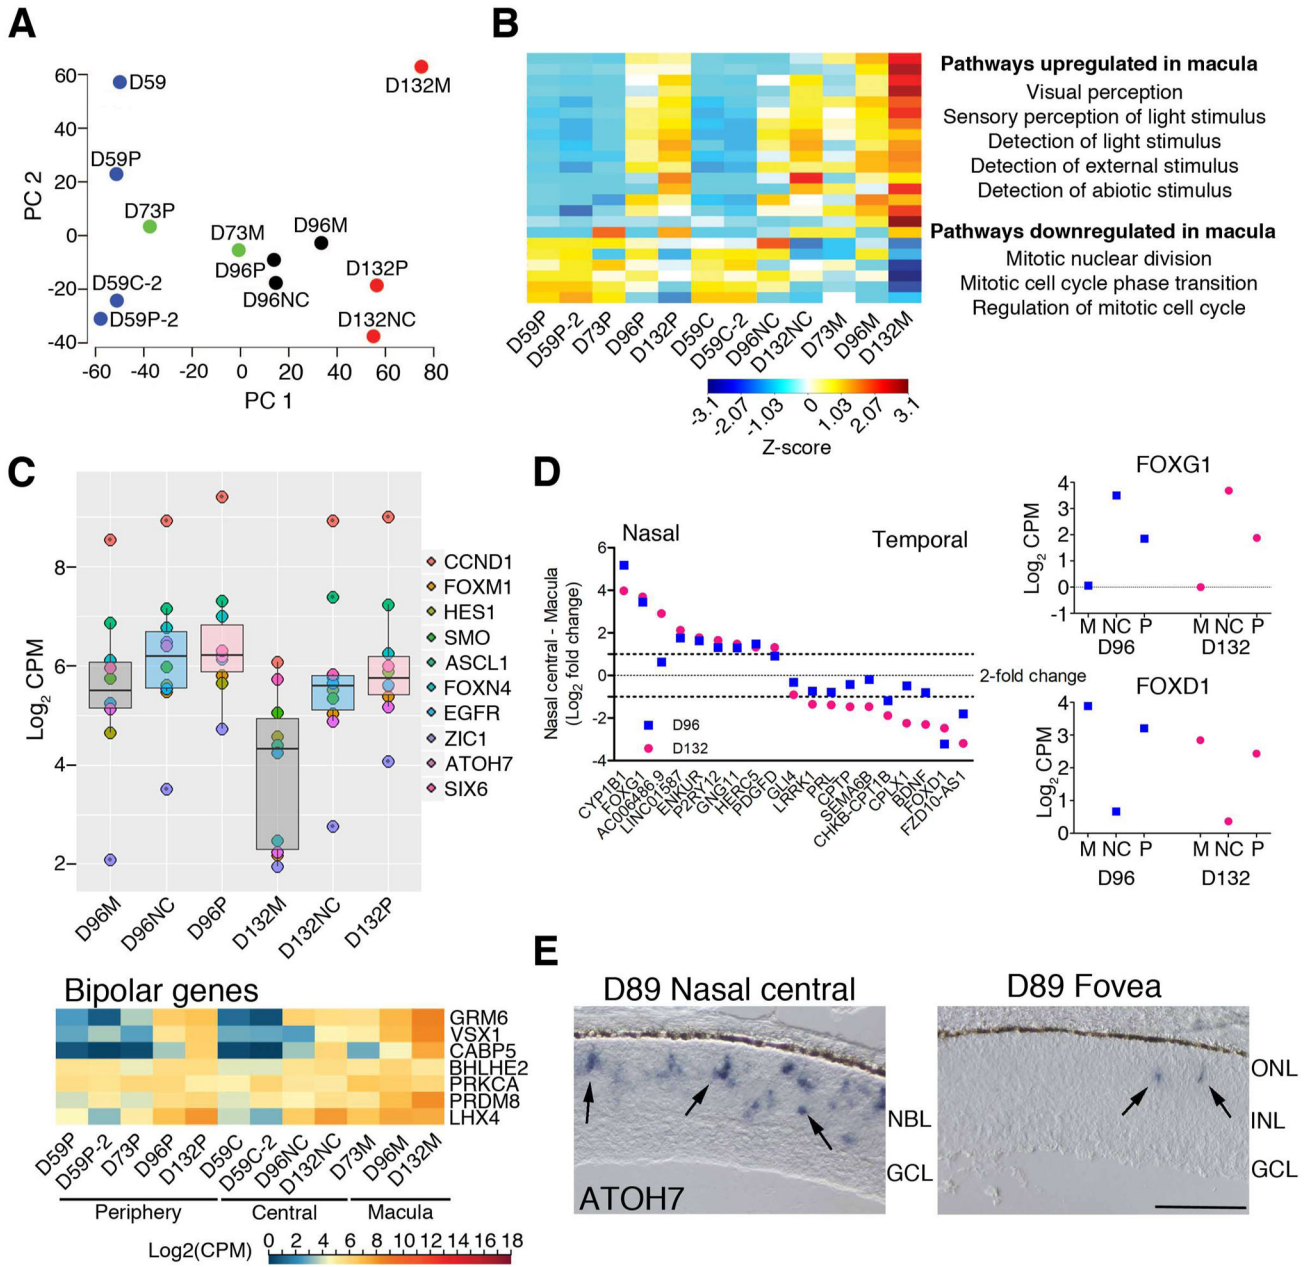 A
60
40
20
0
-20
-40
PC 2
D59
D132M
D59P
D73P
D73M
D96M
D96P
D132P
D59C-2
D96NC
D59P-2
D132NC
-60 -40 -20 0 20 40 60 80
PC 1
B
Pathways upregulated in macula
Visual perception
Sensory perception of light stimulus
Detection of light stimulus
Detection of external stimulus
Detection of abiotic stimulus
Pathways downregulated in macula
Mitotic nuclear division
Mitotic cell cycle phase transition
Regulation of mitotic cell cycle
D59P D59P-2 D73P D96P D132P D59C D59C-2 D96NC D132NC D73M D96M D132M
-3.1 -2.07 -1.03 0 1.03 2.07 3.1
Z-score
C
8
6
4
2
Log2 CPM
CCND1
FOXM1
HES1
SMO
ASCL1
FOXN4
EGFR
ZIC1
ATOH7
SIX6
D96M D96NC D96P D132M D132NC D132P
D
Nasal
Temporal
6
4
2
0
-2
-4
Nasal central - Macula
(Log2 fold change)
2-fold change
D96
D132
CYP1B1 FOXG1 AC006486.9 LINC01587 ENKUR P2RY12 GNG11 HERC5 PDGFD GLI4 LRRK1 PRL CPTP SEMA6B CHKB-CPT1B CPLX1 BDNF FOXD1 FZD10-AS1
FOXG1
4
3
2
1
0
-1
Log2 CPM
M NC P M NC P
D96 D132
FOXD1
4
3
2
1
0
Log2 CPM
M NC P M NC P
D96 D132
Bipolar genes
GRM6
VSX1
CABP5
BHLHE2
PRKCA
PRDM8
LHX4
D59P D59P-2 D73P D96P D132P D59C D59C-2 D96NC D132NC D73M D96M D132M
Periphery Central Macula
Log2(CPM)
0 2 4 6 8 10 12 14 16 18
E
D89 Nasal central
D89 Fovea
NBL
GCL
ATOH7
ONL
INL
GCL